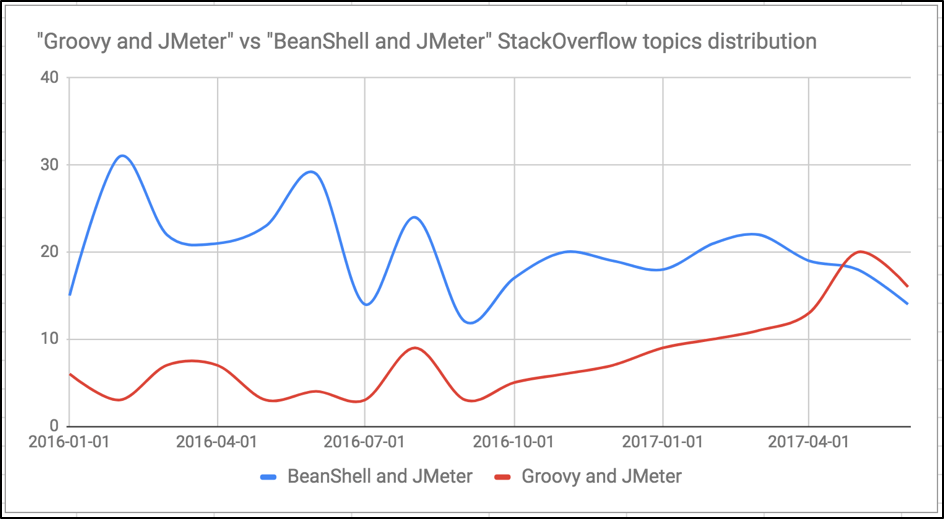 "Groovy and JMeter" vs "BeanShell and JMeter" StackOverflow topics distribution
40
30
20
10
0
2016-01-01 2016-04-01 2016-07-01 2016-10-01 2017-01-01 2017-04-01
BeanShell and JMeter Groovy and JMeter